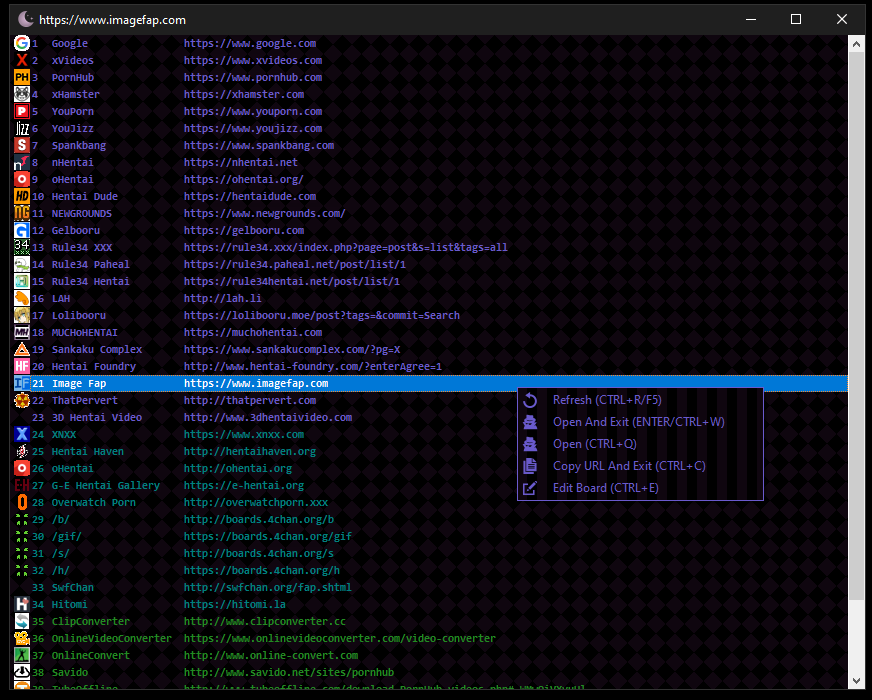 https://www.imagefap.com
1 Google https://www.google.com
2 xVideos https://www.xvideos.com
3 PornHub https://www.pornhub.com
4 xHamster https://xhamster.com
5 YouPorn https://www.youporn.com
6 YouJizz https://www.youjizz.com
7 Spankbang https://www.spankbang.com
8 nHentai https://nhentai.net
9 oHentai https://ohentai.org/
10 Hentai Dude https://hentaidude.com
11 NEWGROUNDS https://www.newgrounds.com/
12 Gelbooru https://gelbooru.com
13 Rule34 XXX https://rule34.xxx/index.php?page=post&s=list&tags=all
14 Rule34 Paheal https://rule34.paheal.net/post/list/1
15 Rule34 Hentai https://rule34hentai.net/post/list/1
16 LAH http://lah.li
17 Lolibooru https://lolibooru.moe/post?tags=&commit=Search
18 MUCHoHENTAI https://muchohentai.com
19 Sankaku Complex https://www.sankakucomplex.com/?pg=X
20 Hentai Foundry http://www.hentai-foundry.com/?enterAgree=1
21 Image Fap https://www.imagefap.com
22 ThatPervert http://thatpervert.com
23 3D Hentai Video http://www.3dhentaivideo.com
24 XNXX https://www.xnxx.com
25 Hentai Haven https://hentaihaven.org
26 oHentai http://ohentai.org
27 G-E Hentai Gallery https://e-hentai.org
28 Overwatch Porn http://overwatchporn.xxx
29 /b/ https://boards.4chan.org/b
30 /gif/ https://boards.4chan.org/gif
31 /s/ https://boards.4chan.org/s
32 /h/ https://boards.4chan.org/h
33 SwfChan http://swfchan.org/fap.shtml
34 Hitomi https://hitomi.la
35 ClipConverter http://www.clipconverter.cc
36 OnlineVideoConverter https://www.onlinevideoconverter.com/video-converter
37 OnlineConvert http://www.online-convert.com
38 Savido http://www.savido.net/sites/pornhub
Refresh (CTRL+R/F5)
Open And Exit (ENTER/CTRL+W)
Open (CTRL+Q)
Copy URL And Exit (CTRL+C)
Edit Board (CTRL+E)